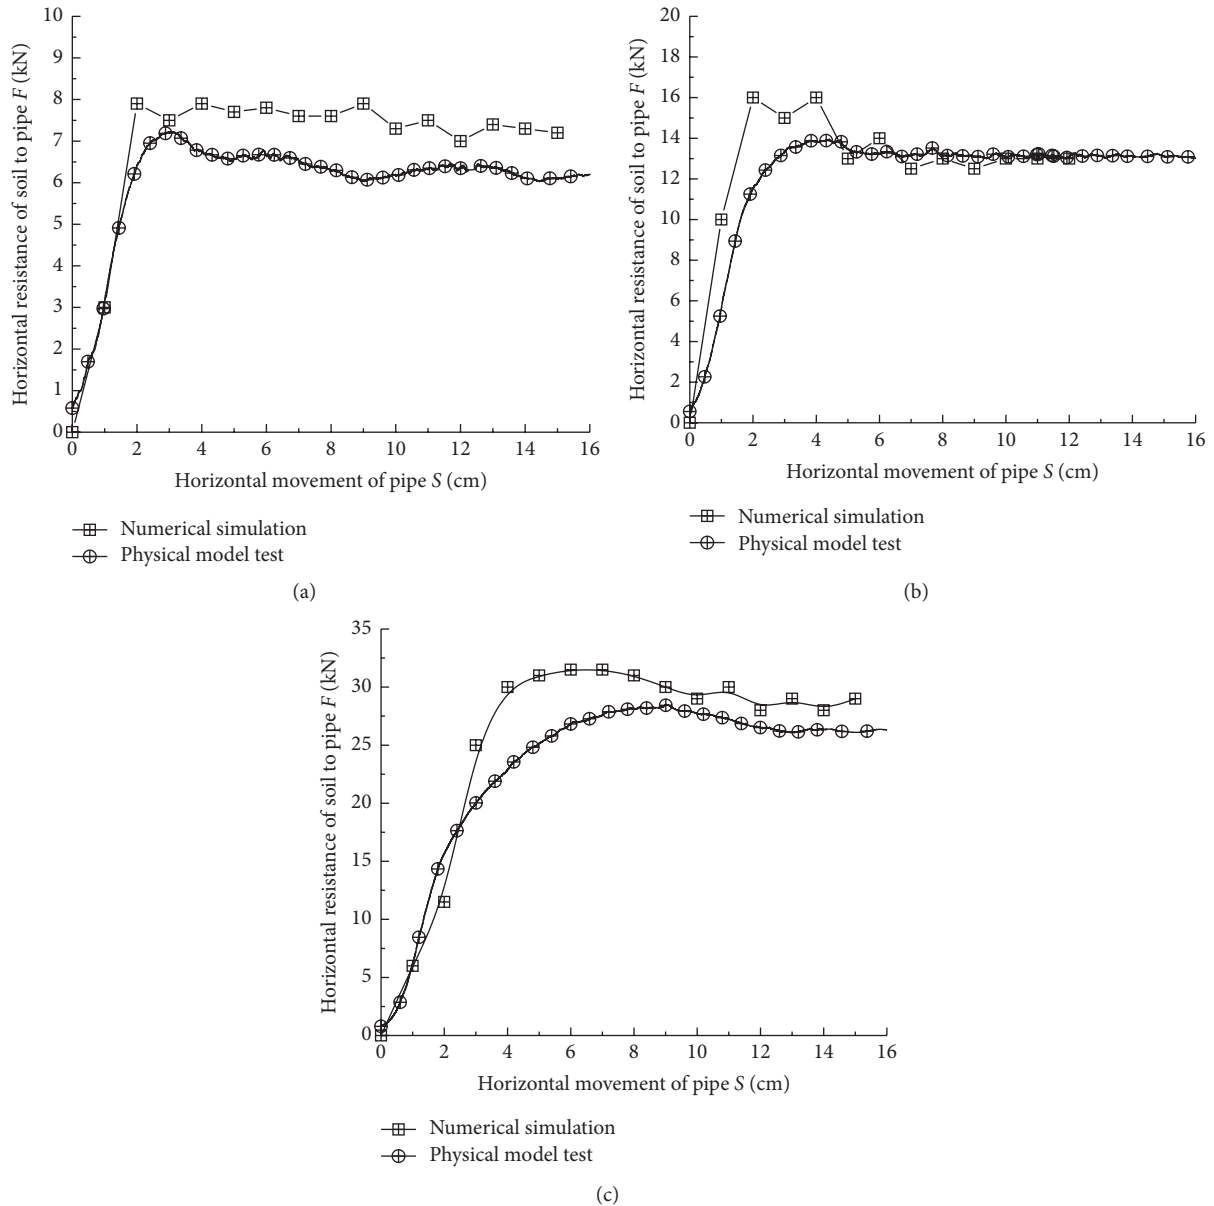 Horizontal resistance of soil to pipe F (kN)
10
9
8
7
6
5
4
3
2
1
0
0 2 4 6 8 10 12 14 16
Horizontal movement of pipe S (cm)
Numerical simulation
Physical model test
(a)
Horizontal resistance of soil to pipe F (kN)
20
18
16
14
12
10
8
6
4
2
0
0 2 4 6 8 10 12 14 16
Horizontal movement of pipe S (cm)
Numerical simulation
Physical model test
(b)
Horizontal resistance of soil to pipe F (kN)
35
30
25
20
15
10
5
0
0 2 4 6 8 10 12 14 16
Horizontal movement of pipe S (cm)
Numerical simulation
Physical model test
(c)